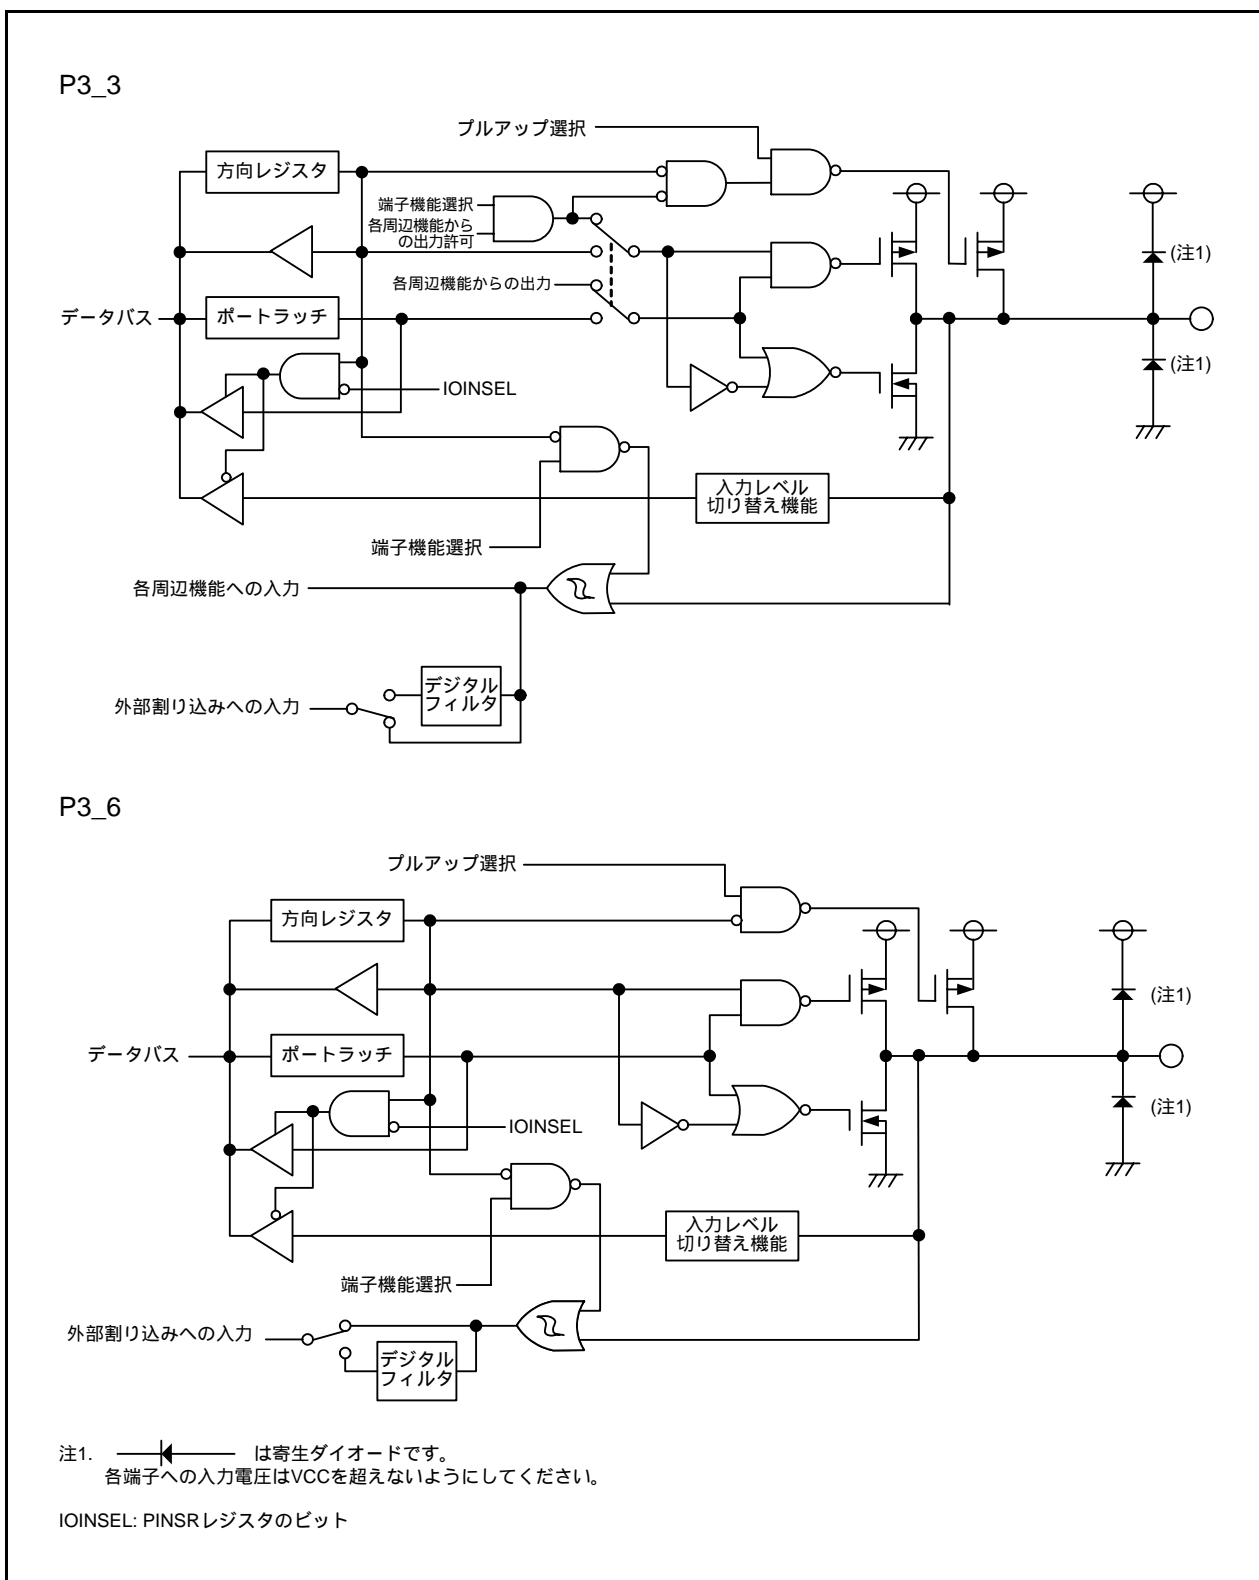 P3_3
プルアップ選択
方向レジスタ
端子機能選択
各周辺機能から
の出力許可
(注1)
各周辺機能からの出力
データバス
ポートラッチ
(注1)
IOINSEL
入力レベル
切り替え機能
端子機能選択
各周辺機能への入力
デジタル
フィルタ
外部割り込みへの入力
P3_6
プルアップ選択
方向レジスタ
(注1)
データバス
ポートラッチ
(注1)
IOINSEL
入力レベル
切り替え機能
端子機能選択
外部割り込みへの入力
デジタル
フィルタ
注1. は寄生ダイオードです。
各端子への入力電圧はVCCを超えないようにしてください。
IOINSEL: PINSRレジスタのビット